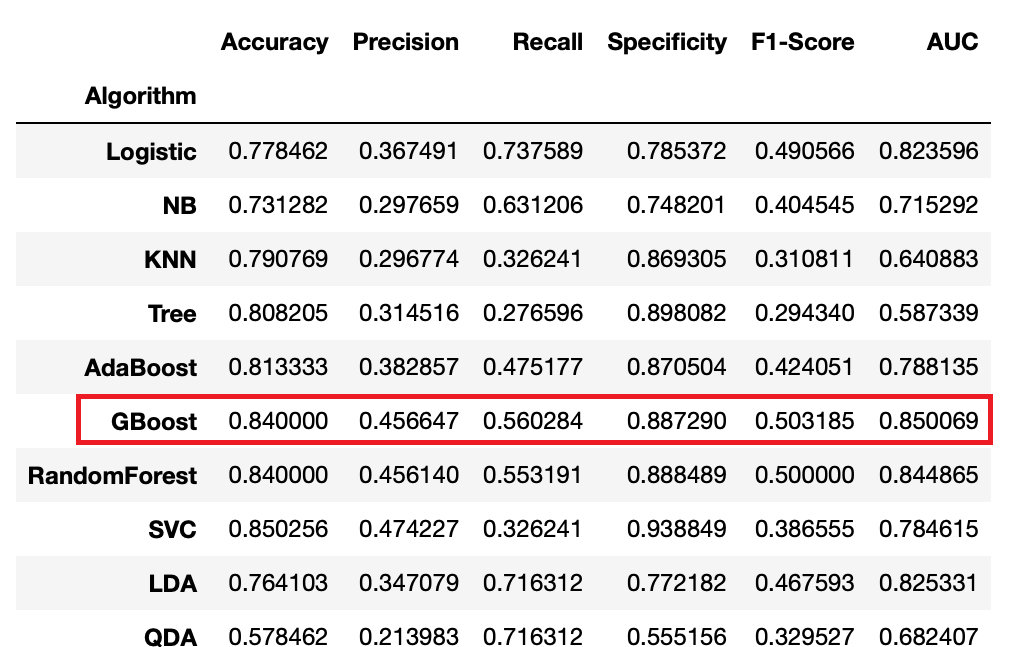 Accuracy Precision Recall Specificity F1-Score AUC
Algorithm
Logistic 0.778462 0.367491 0.737589 0.785372 0.490566 0.823596
NB 0.731282 0.297659 0.631206 0.748201 0.404545 0.715292
KNN 0.790769 0.296774 0.326241 0.869305 0.310811 0.640883
Tree 0.808205 0.314516 0.276596 0.898082 0.294340 0.587339
AdaBoost 0.813333 0.382857 0.475177 0.870504 0.424051 0.788135
GBoost 0.840000 0.456647 0.560284 0.887290 0.503185 0.850069
RandomForest 0.840000 0.456140 0.553191 0.888489 0.500000 0.844865
SVC 0.850256 0.474227 0.326241 0.938849 0.386555 0.784615
LDA 0.764103 0.347079 0.716312 0.772182 0.467593 0.825331
QDA 0.578462 0.213983 0.716312 0.555156 0.329527 0.682407